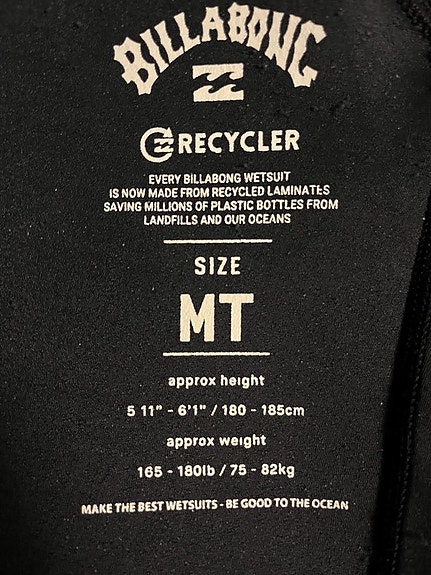 BILLABONG
RECYCLER
EVERY BILLABONG WETSUIT
IS NOW MADE FROM RECYCLED LAMINATES
SAVING MILLIONS OF PLASTIC BOTTLES FROM
LANDFILLS AND OUR OCEANS
SIZE
MT
approx height
5 11" - 6'1" / 180 - 185cm
approx weight
165 - 180lb / 75 - 82kg
MAKE THE BEST WETSUITS - BE GOOD TO THE OCEAN